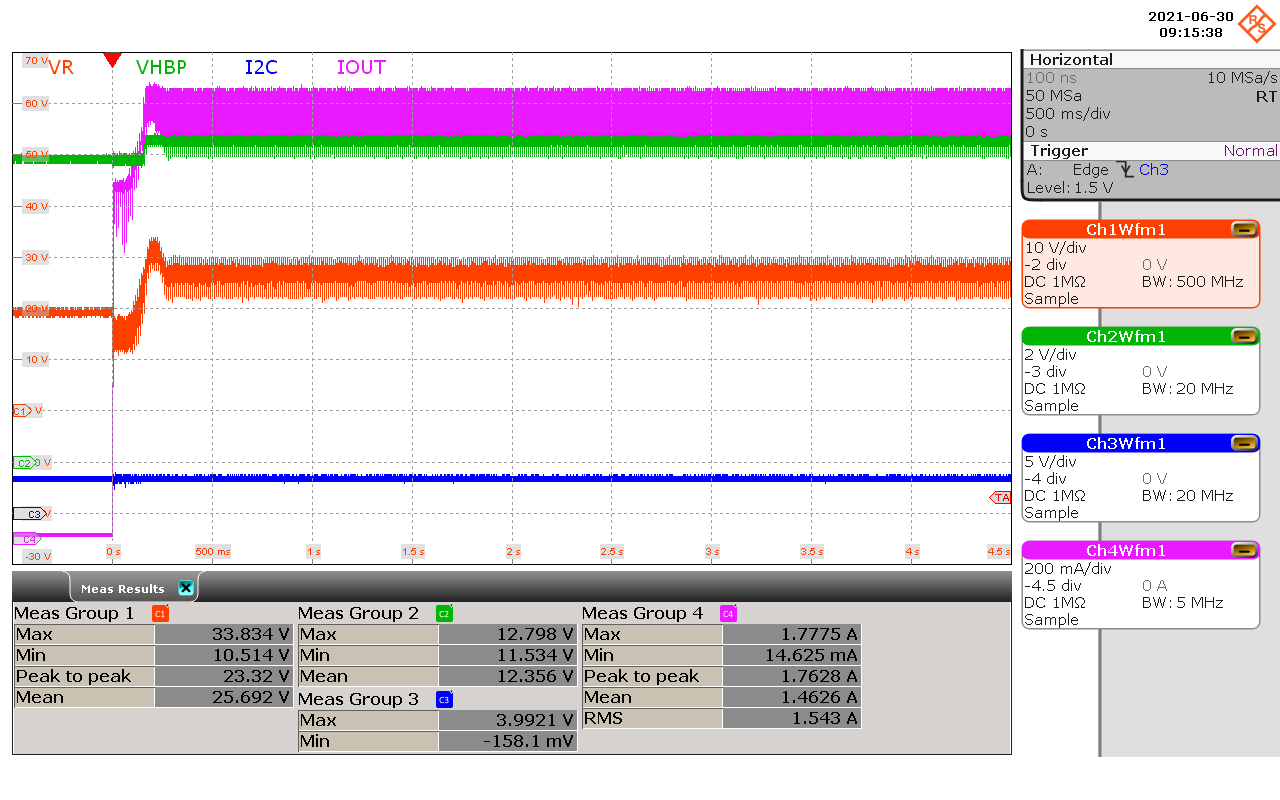 2021-06-30
09:15:38
R&S
VR VHBP I2C IOUT
70 V
60 V
50 V
40 V
30 V
20 V
10 V
C1 V
C2 0 V
C3 V
C4
-30 V
TA
0 s 500 ms 1 s 1.5 s 2 s 2.5 s 3 s 3.5 s 4 s 4.5 s
Horizontal
100 ns 10 MSa/s
50 MSa RT
500 ms/div
0 s
Trigger Normal
A: Edge Ch3
Level: 1.5 V
Ch1Wfm1
10 V/div
-2 div 0 V
DC 1MΩ BW: 500 MHz
Sample
Ch2Wfm1
2 V/div
-3 div 0 V
DC 1MΩ BW: 20 MHz
Sample
Ch3Wfm1
5 V/div
-4 div 0 V
DC 1MΩ BW: 20 MHz
Sample
Ch4Wfm1
200 mA/div
-4.5 div 0 A
DC 1MΩ BW: 5 MHz
Sample
Meas Results
Meas Group 1 C1
Max 33.834 V
Min 10.514 V
Peak to peak 23.32 V
Mean 25.692 V
Meas Group 2 C2
Max 12.798 V
Min 11.534 V
Mean 12.356 V
Meas Group 3 C3
Max 3.9921 V
Min -158.1 mV
Meas Group 4 C4
Max 1.7775 A
Min 14.625 mA
Peak to peak 1.7628 A
Mean 1.4626 A
RMS 1.543 A